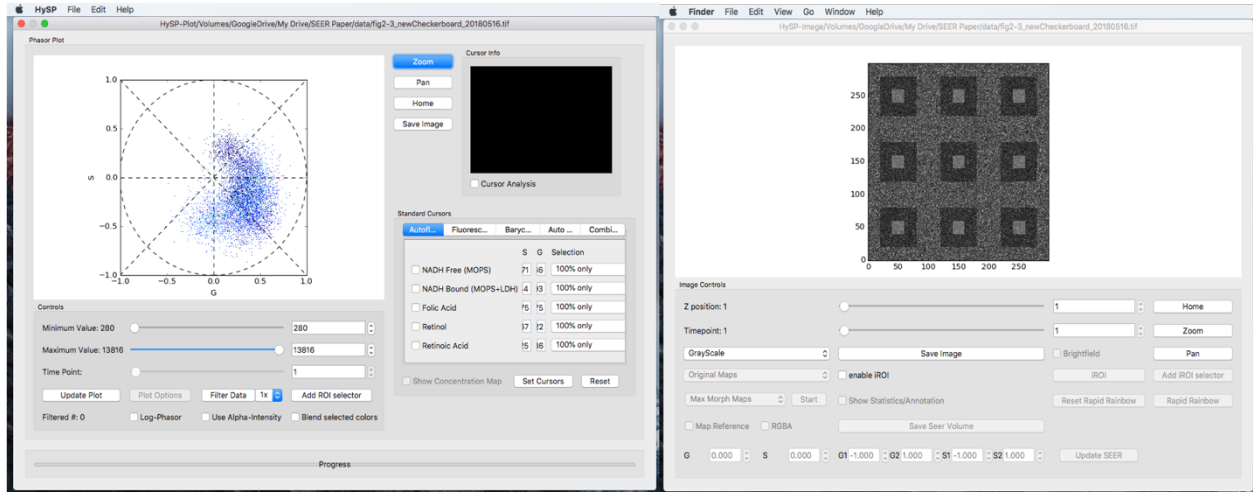 HySP File Edit Help
HySP-Plot/Volumes/GoogleDrive/My Drive/SEER Paper/data/fig2-3_newCheckerboard_20180516.tif
Phasor Plot
1.0
0.5
0.0
−0.5
−1.0
S
−1.0 −0.5 0.0 0.5 1.0
G
Zoom
Pan
Home
Save Image
Cursor Info
Cursor Analysis
Standard Cursors
Autofl... Fluoresc... Baryc... Auto ... Combi...
S G Selection
NADH Free (MOPS) 100% only
NADH Bound (MOPS+LDH) 100% only
Folic Acid 100% only
Retinol 100% only
Retinoic Acid 100% only
Show Concentration Map Set Cursors Reset
Controls
Minimum Value: 280 280
Maximum Value: 13816 13816
Time Point: 1
Update Plot Plot Options Filter Data 1x Add ROI selector
Filtered #: 0 Log-Phasor Use Alpha-Intensity Blend selected colors
Progress
Finder File Edit View Go Window Help
HySP-Image/Volumes/GoogleDrive/My Drive/SEER Paper/data/fig2-3_newCheckerboard_20180516.tif
250
200
150
100
50
0
0 50 100 150 200 250
Image Controls
Z position: 1 1 Home
Timepoint: 1 1 Zoom
GrayScale Save Image Brightfield Pan
Original Maps enable iROI iROI Add iROI selector
Max Morph Maps Start Show Statistics/Annotation Reset Rapid Rainbow Rapid Rainbow
Map Reference RGBA Save Seer Volume
G 0.000 S 0.000 G1 -1.000 G2 1.000 S1 -1.000 S2 1.000 Update SEER